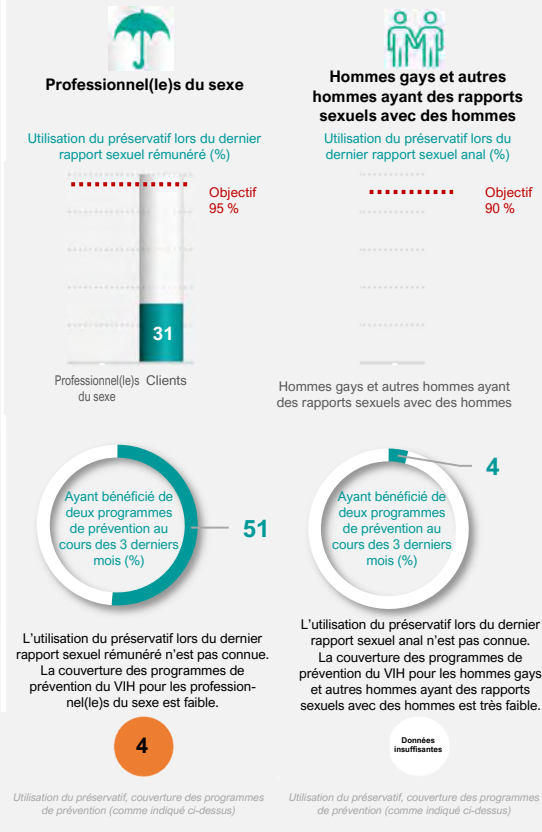 Professionnel(le)s du sexe
Utilisation du préservatif lors du dernier
rapport sexuel rémunéré (%)
Objectif
95 %
31
Professionnel(le)s
du sexe
Clients
Ayant bénéficié de
deux programmes
de prévention au
cours des 3 derniers
mois (%)
51
L'utilisation du préservatif lors du dernier
rapport sexuel rémunéré n'est pas connue.
La couverture des programmes de
prévention du VIH pour les profession-
nel(le)s du sexe est faible.
4
Utilisation du préservatif, couverture des programmes
de prévention (comme indiqué ci-dessus)
Hommes gays et autres
hommes ayant des rapports
sexuels avec des hommes
Utilisation du préservatif lors du
dernier rapport sexuel anal (%)
Objectif
90 %
Hommes gays et autres hommes ayant
des rapports sexuels avec des hommes
Ayant bénéficié de
deux programmes
de prévention au
cours des 3 derniers
mois (%)
4
L'utilisation du préservatif lors du dernier
rapport sexuel anal n'est pas connue.
La couverture des programmes de
prévention du VIH pour les hommes gays
et autres hommes ayant des rapports
sexuels avec des hommes est très faible.
Données
insuffisantes
Utilisation du préservatif, couverture des programmes
de prévention (comme indiqué ci-dessus)